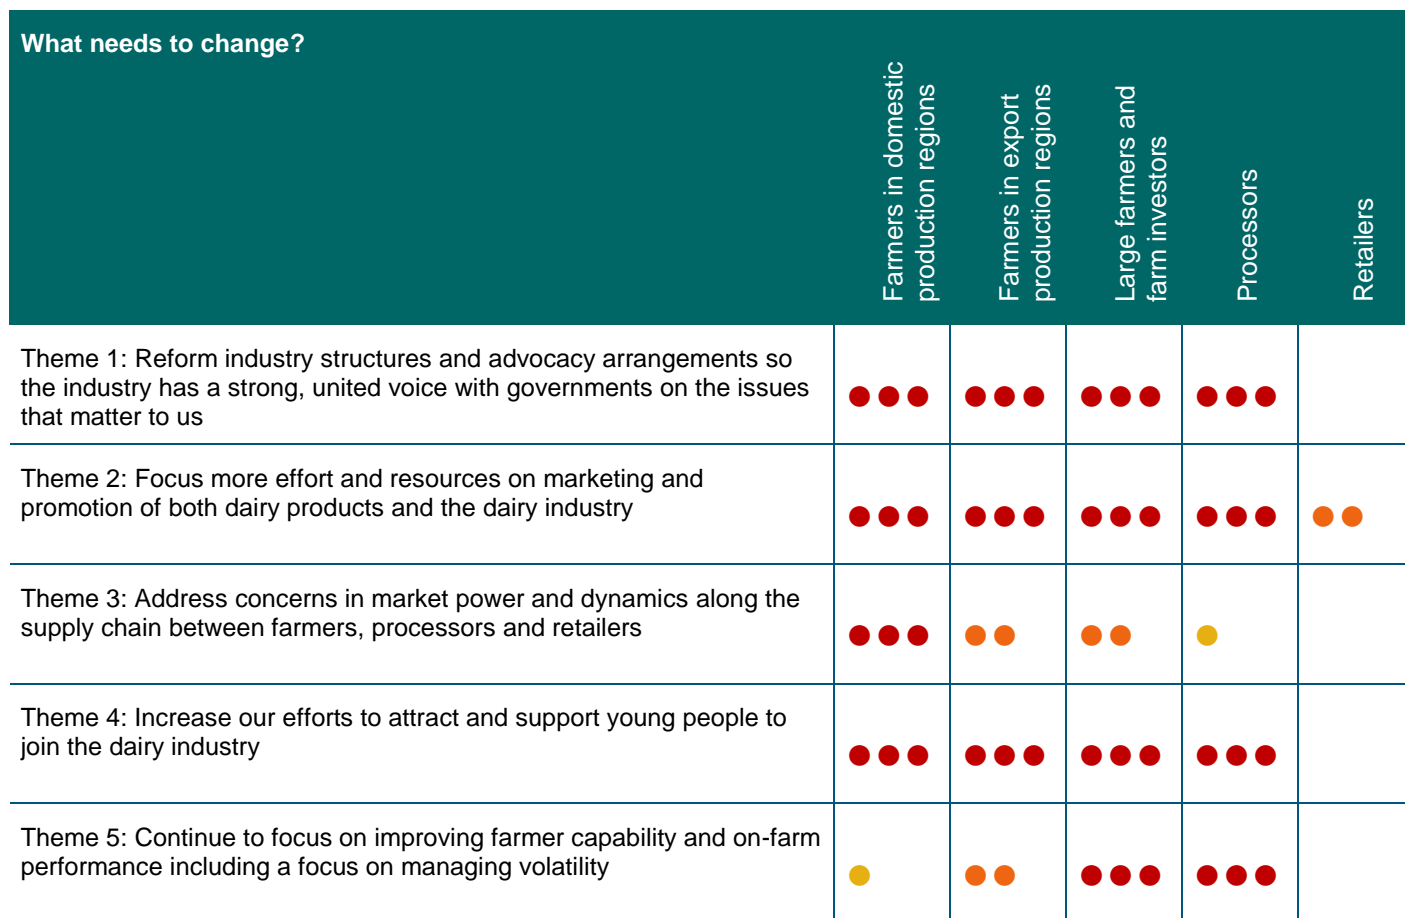 What needs to change?
Farmers in domestic
production regions
Farmers in export
production regions
Large farmers and
farm investors
Processors
Retailers
Theme 1: Reform industry structures and advocacy arrangements so
the industry has a strong, united voice with governments on the issues
that matter to us
Theme 2: Focus more effort and resources on marketing and
promotion of both dairy products and the dairy industry
Theme 3: Address concerns in market power and dynamics along the
supply chain between farmers, processors and retailers
Theme 4: Increase our efforts to attract and support young people to
join the dairy industry
Theme 5: Continue to focus on improving farmer capability and on-farm
performance including a focus on managing volatility